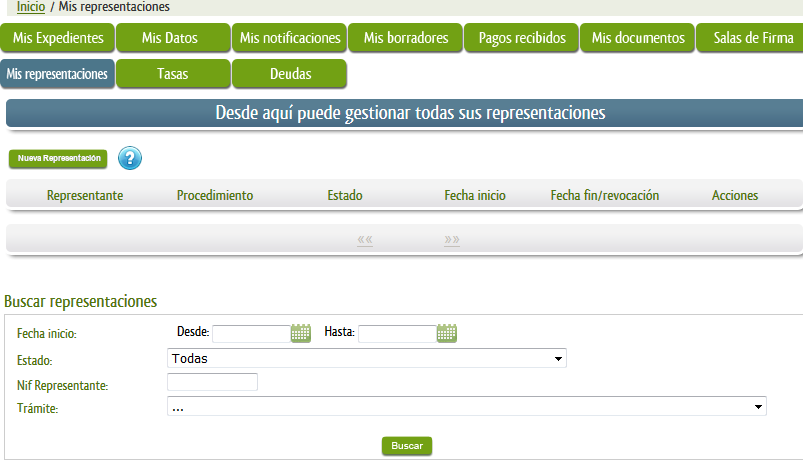 Inicio / Mis representaciones
Mis Expedientes Mis Datos Mis notificaciones Mis borradores Pagos recibidos Mis documentos Salas de Firma
Mis representaciones Tasas Deudas
Desde aquí puede gestionar todas sus representaciones
Nueva Representación ?
Representante Procedimiento Estado Fecha inicio Fecha fin/revocación Acciones
«« »»
Buscar representaciones
Fecha inicio: Desde: Hasta:
Estado: Todas
Nif Representante:
Trámite: ...
Buscar